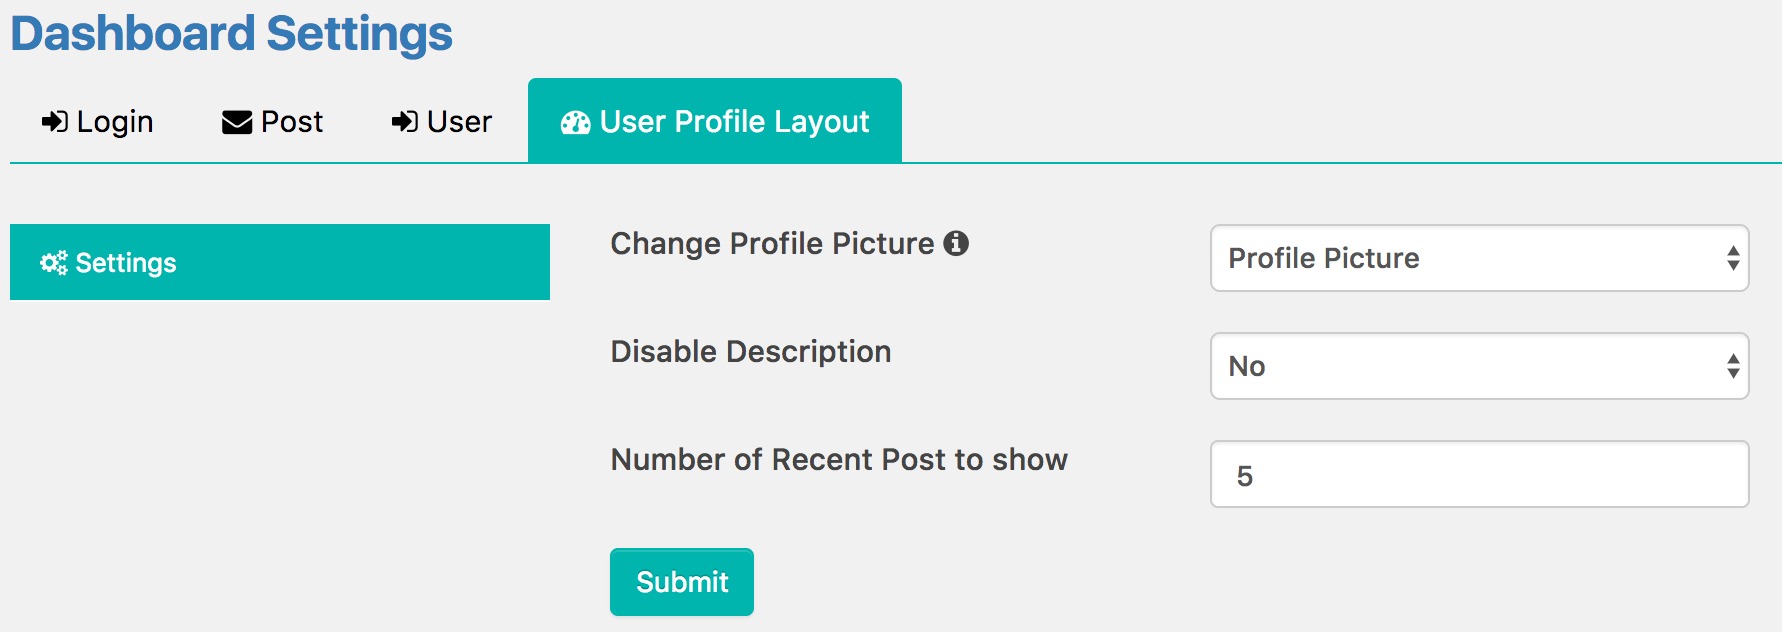 Dashboard Settings
Login Post User User Profile Layout
Settings
Change Profile Picture Profile Picture
Disable Description No
Number of Recent Post to show 5
Submit